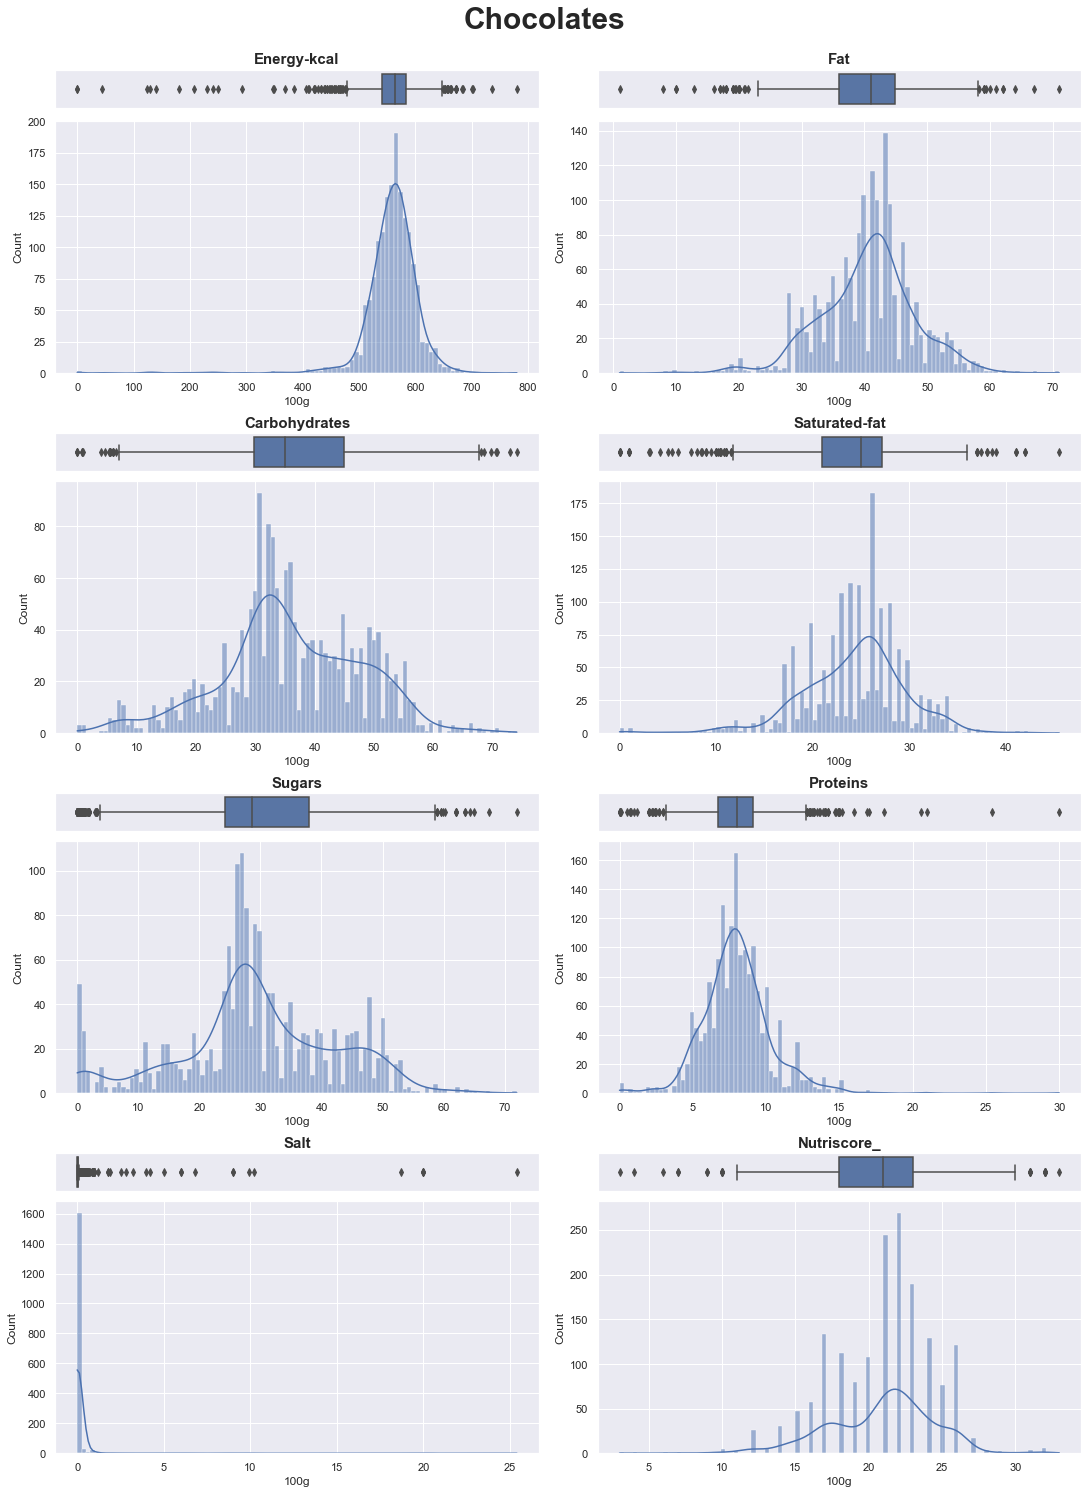 Chocolates
Energy-kcal
Fat
200
175
150
125
100
75
50
25
0
Count
0 100 200 300 400 500 600 700 800
100g
140
120
100
80
60
40
20
0
Count
0 10 20 30 40 50 60 70
100g
Carbohydrates
Saturated-fat
80
60
40
20
0
Count
0 10 20 30 40 50 60 70
100g
175
150
125
100
75
50
25
0
Count
0 10 20 30 40
100g
Sugars
Proteins
100
80
60
40
20
0
Count
0 10 20 30 40 50 60 70
100g
160
140
120
100
80
60
40
20
0
Count
0 5 10 15 20 25 30
100g
Salt
Nutriscore_
1600
1400
1200
1000
800
600
400
200
0
Count
0 5 10 15 20 25
100g
250
200
150
100
50
0
Count
5 10 15 20 25 30
100g